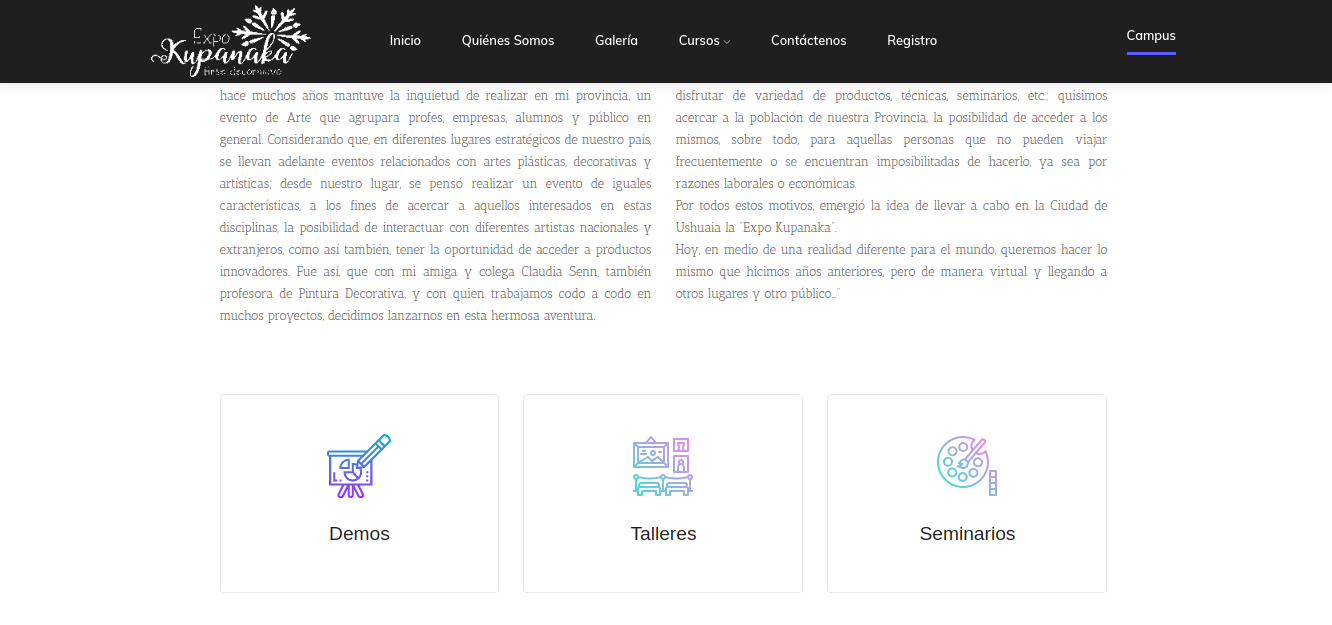 Expo
Kupanaka
Arte decorativo
Inicio
Quiénes Somos
Galería
Cursos
Contáctenos
Registro
Campus
hace muchos años mantuve la inquietud de realizar en mi provincia, un
evento de Arte que agrupara profes, empresas, alumnos y público en
general. Considerando que, en diferentes lugares estratégicos de nuestro país,
se llevan adelante eventos relacionados con artes plásticas, decorativas y
artísticas; desde nuestro lugar, se pensó realizar un evento de iguales
características, a los fines de acercar a aquellos interesados en estas
disciplinas, la posibilidad de interactuar con diferentes artistas nacionales y
extranjeros, como así también, tener la oportunidad de acceder a productos
innovadores. Fue así, que con mi amiga y colega Claudia Senn, también
profesora de Pintura Decorativa, y con quien trabajamos codo a codo en
muchos proyectos, decidimos lanzarnos en esta hermosa aventura.
disfrutar de variedad de productos, técnicas, seminarios, etc.; quisimos
acercar a la población de nuestra Provincia, la posibilidad de acceder a los
mismos, sobre todo, para aquellas personas que no pueden viajar
frecuentemente o se encuentran imposibilitadas de hacerlo, ya sea por
razones laborales o económicas.
Por todos estos motivos, emergió la idea de llevar a cabo en la Ciudad de
Ushuaia la "Expo Kupanaka".
Hoy, en medio de una realidad diferente para el mundo, queremos hacer lo
mismo que hicimos años anteriores, pero de manera virtual y llegando a
otros lugares y otro público..."
Demos
Talleres
Seminarios